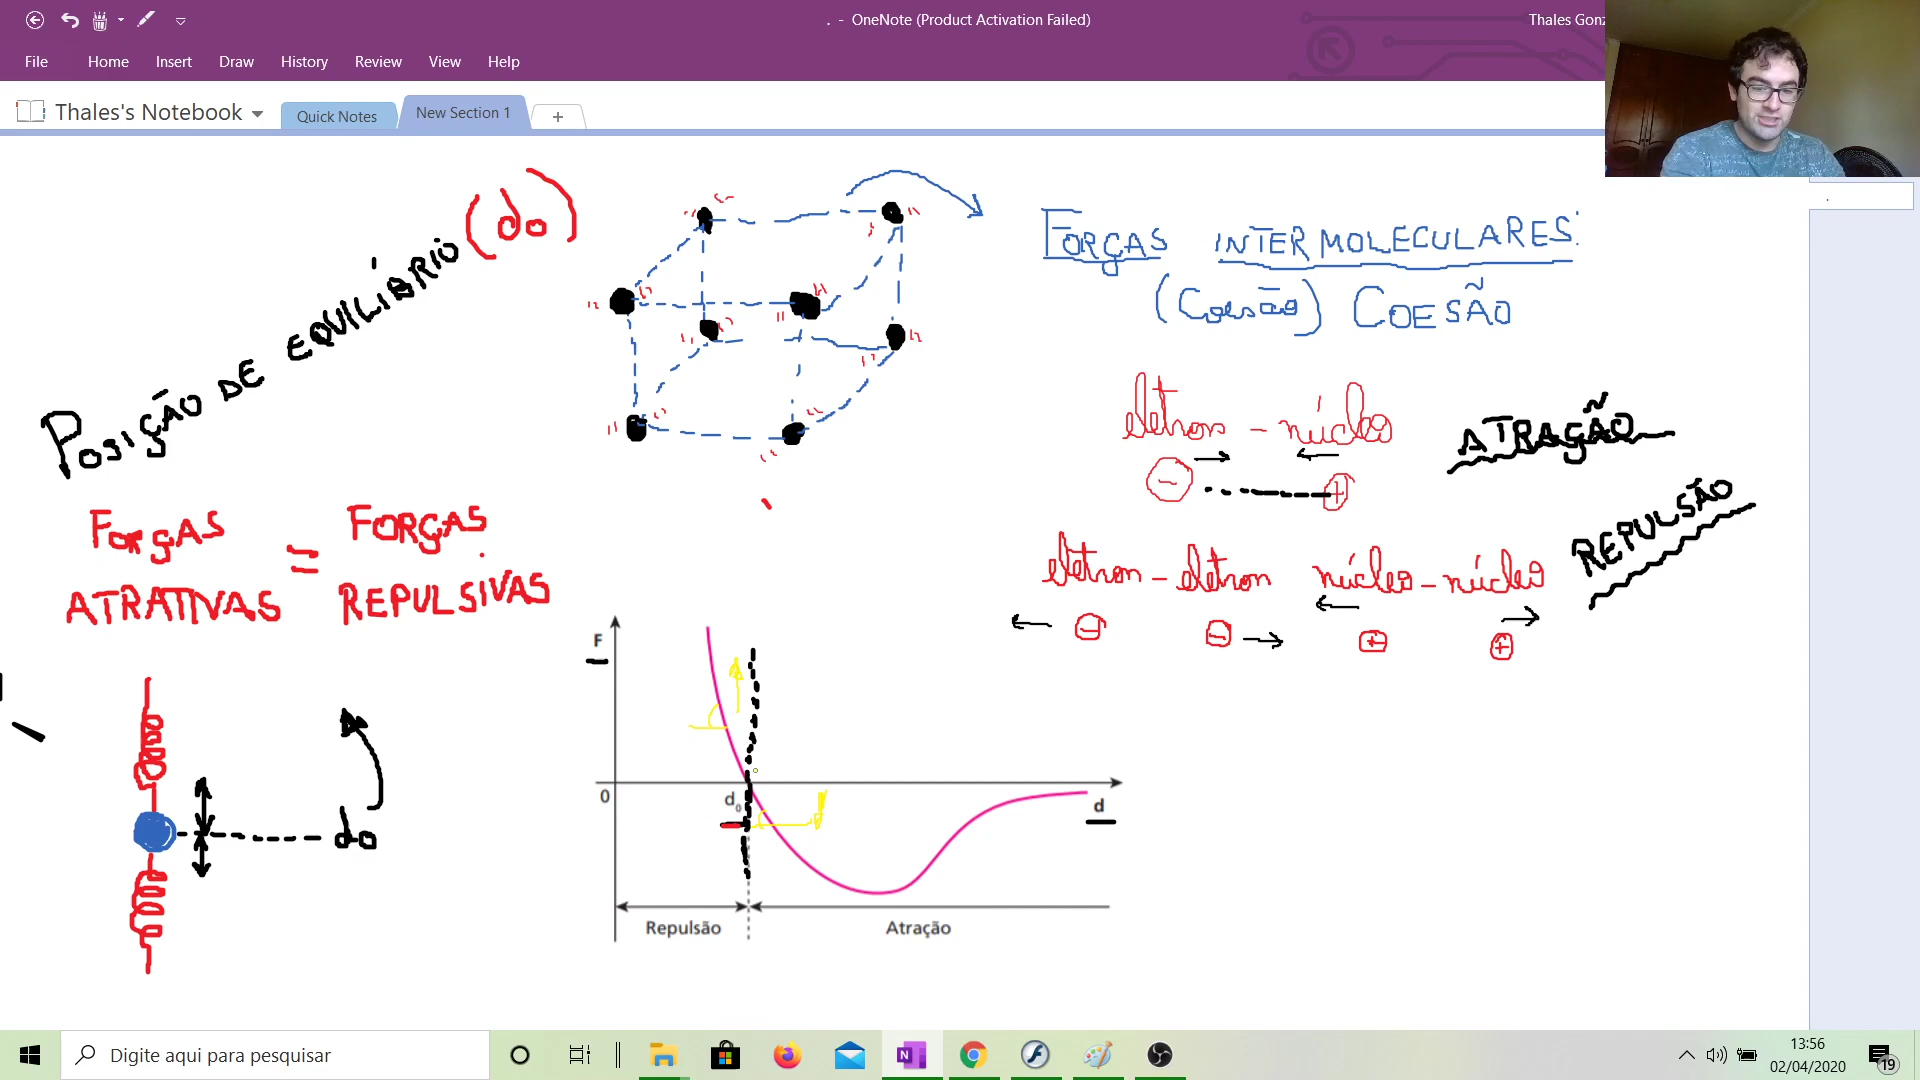 . - OneNote (Product Activation Failed)
Thales Gonz
File Home Insert Draw History Review View Help
Thales's Notebook
Quick Notes
New Section 1
+
POSIÇÃO DE EQUILÍBRIO (do)
FORÇAS INTERMOLECULARES:
(Coesão) COESÃO
elétron - núcleo
ATRAÇÃO
- +
FORÇAS ATRATIVAS = FORÇAS REPULSIVAS
elétron - elétron núcleo - núcleo
REPULSÃO
- - + +
do
F
0
d₀
d
Repulsão
Atração
Digite aqui para pesquisar
13:56
02/04/2020
19